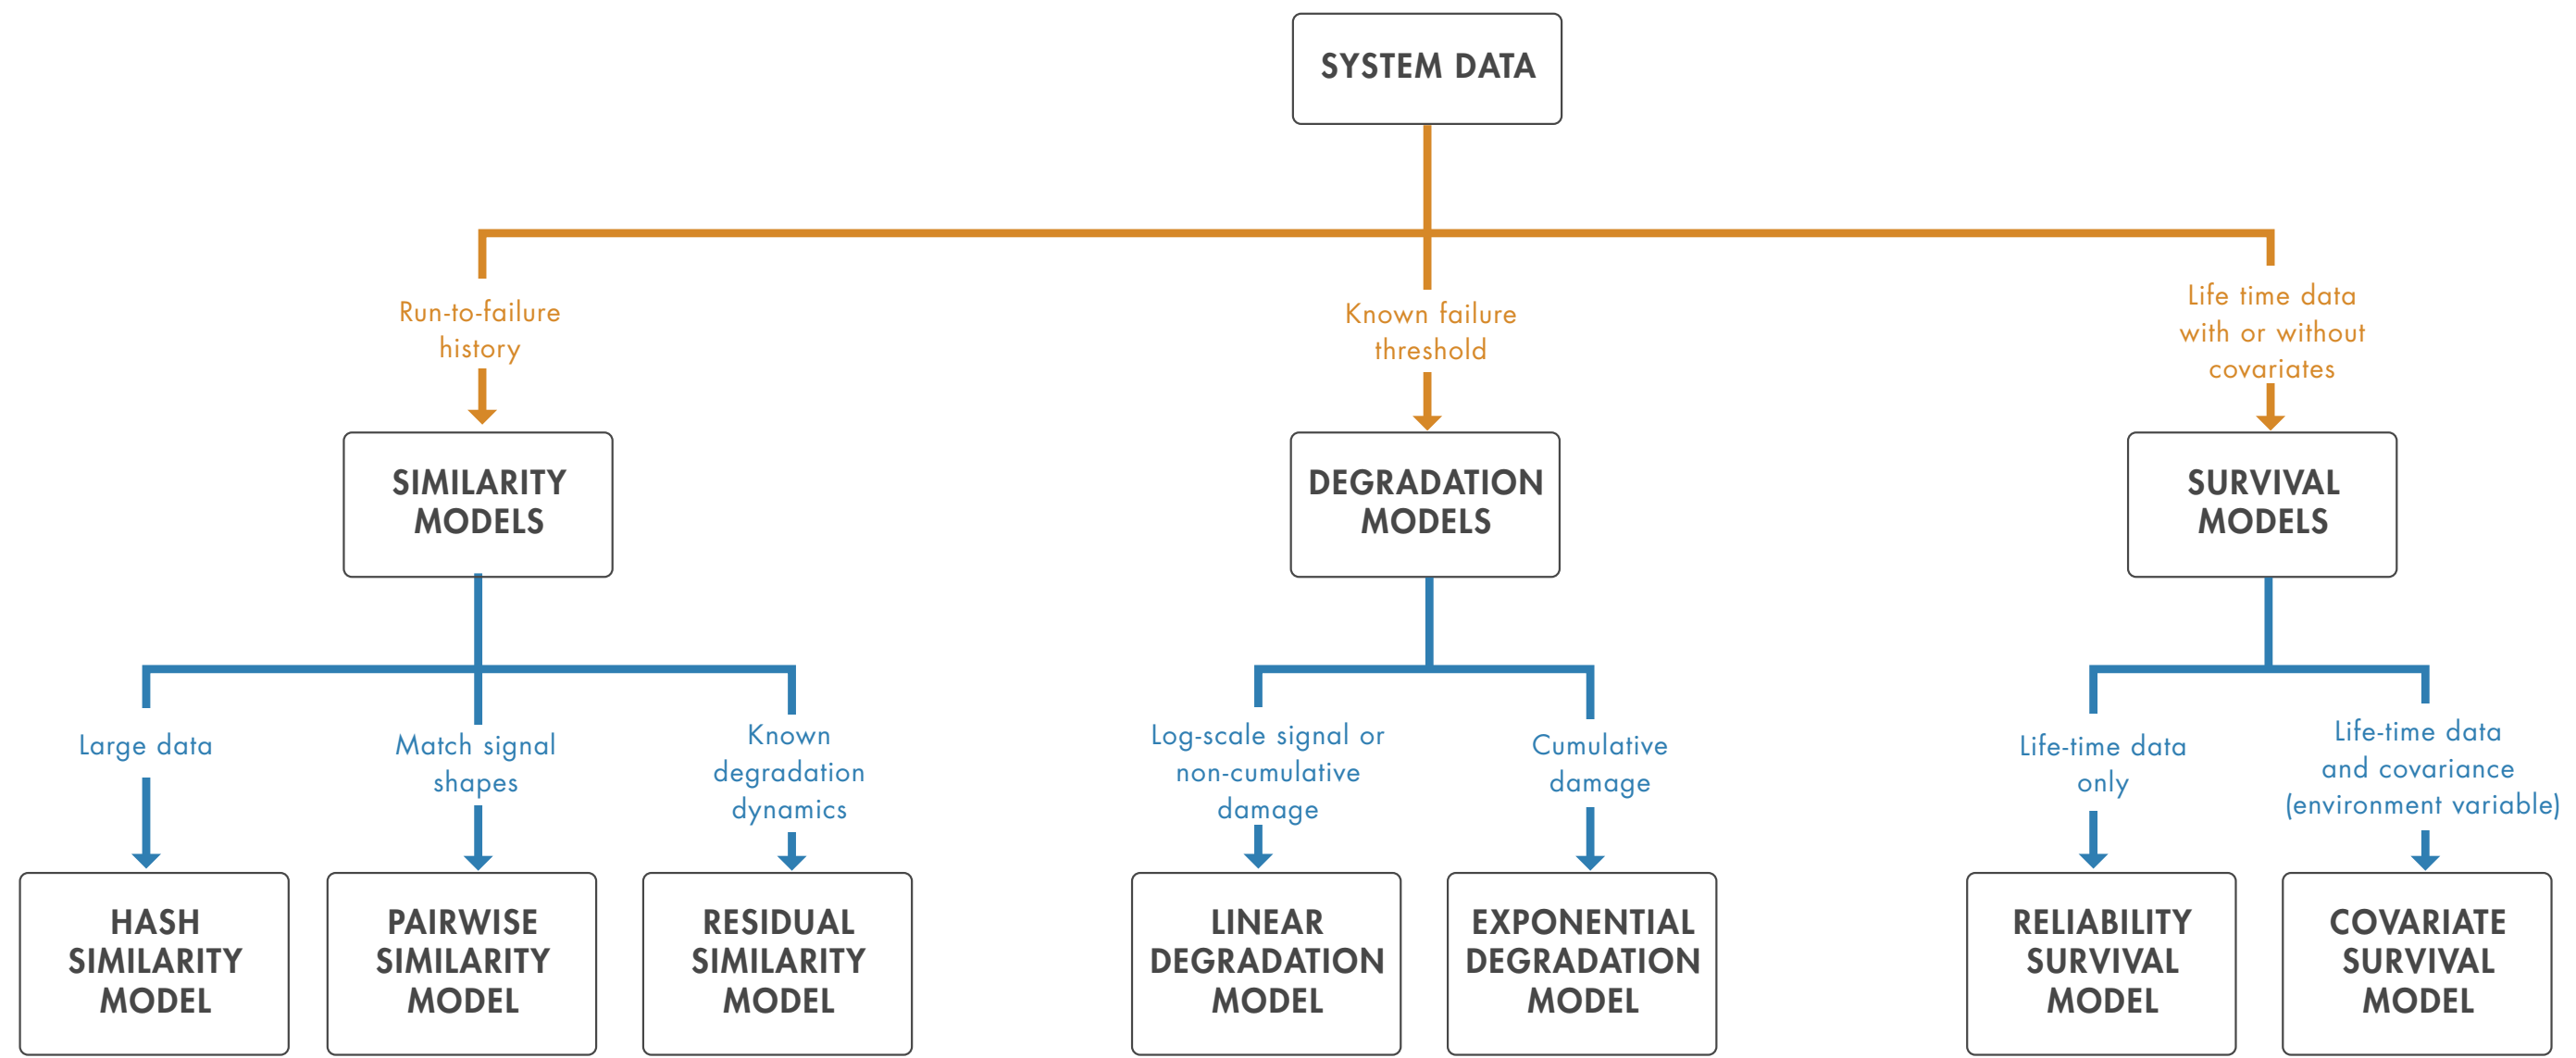 SYSTEM DATA
Run-to-failure
history
Known failure
threshold
Life time data
with or without
covariates
SIMILARITY
MODELS
DEGRADATION
MODELS
SURVIVAL
MODELS
Large data
Match signal
shapes
Known
degradation
dynamics
Log-scale signal or
non-cumulative
damage
Cumulative
damage
Life-time data
only
Life-time data
and covariance
(environment variable)
HASH
SIMILARITY
MODEL
PAIRWISE
SIMILARITY
MODEL
RESIDUAL
SIMILARITY
MODEL
LINEAR
DEGRADATION
MODEL
EXPONENTIAL
DEGRADATION
MODEL
RELIABILITY
SURVIVAL
MODEL
COVARIATE
SURVIVAL
MODEL